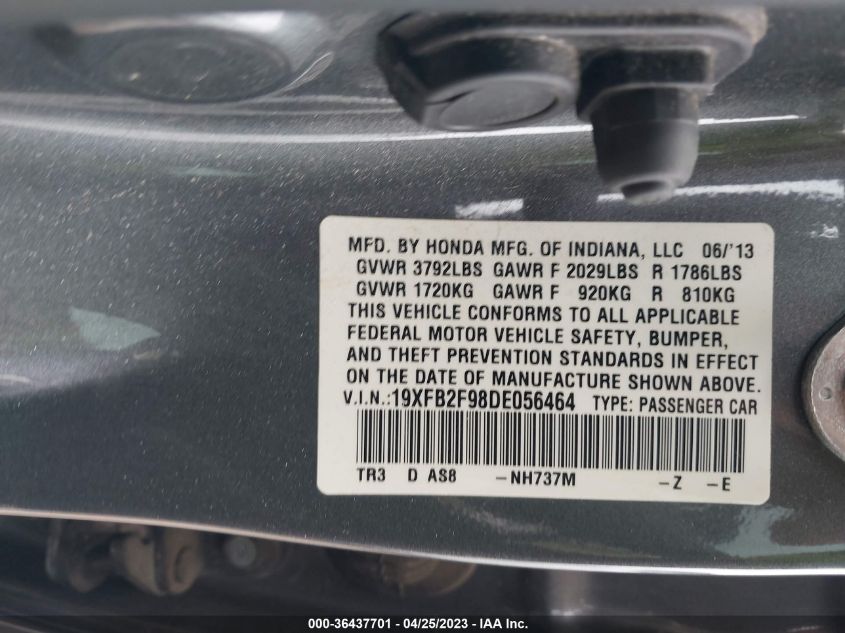 MFD. BY HONDA MFG. OF INDIANA, LLC 06/'13
GVWR 3792LBS GAWR F 2029LBS R 1786LBS
GVWR 1720KG GAWR F 920KG R 810KG
THIS VEHICLE CONFORMS TO ALL APPLICABLE
FEDERAL MOTOR VEHICLE SAFETY, BUMPER,
AND THEFT PREVENTION STANDARDS IN EFFECT
ON THE DATE OF MANUFACTURE SHOWN ABOVE.
V.I.N.:19XFB2F98DE056464 TYPE: PASSENGER CAR
TR3 D AS8 -NH737M -Z -E
000-36437701 - 04/25/2023 - IAA Inc.